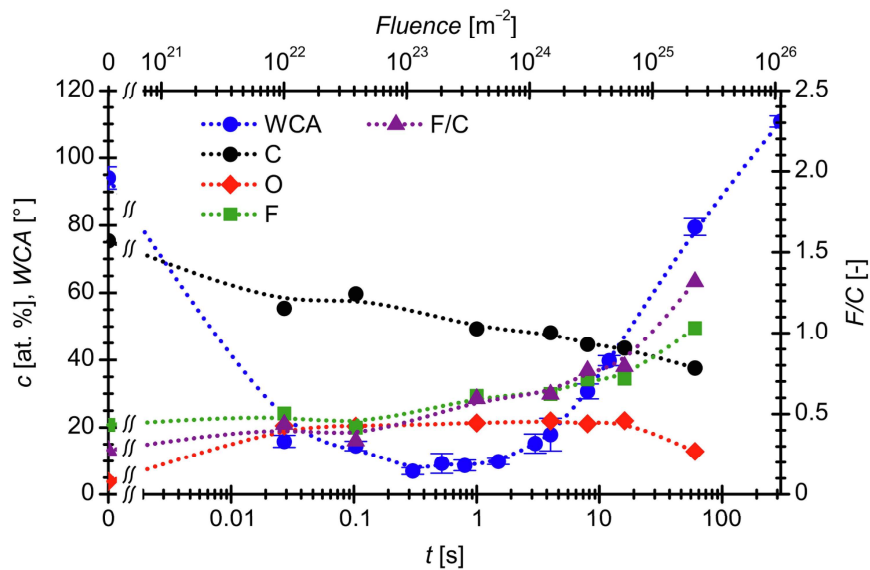 Fluence [m⁻²]
0 10²¹ 10²² 10²³ 10²⁴ 10²⁵ 10²⁶
120 2.5
WCA F/C
C
100 2.0
O
F
80
1.5
60
1.0
40
0.5
20
0 0.0
0 0.01 0.1 1 10 100
t [s]
c [at. %], WCA [°]
F/C [-]